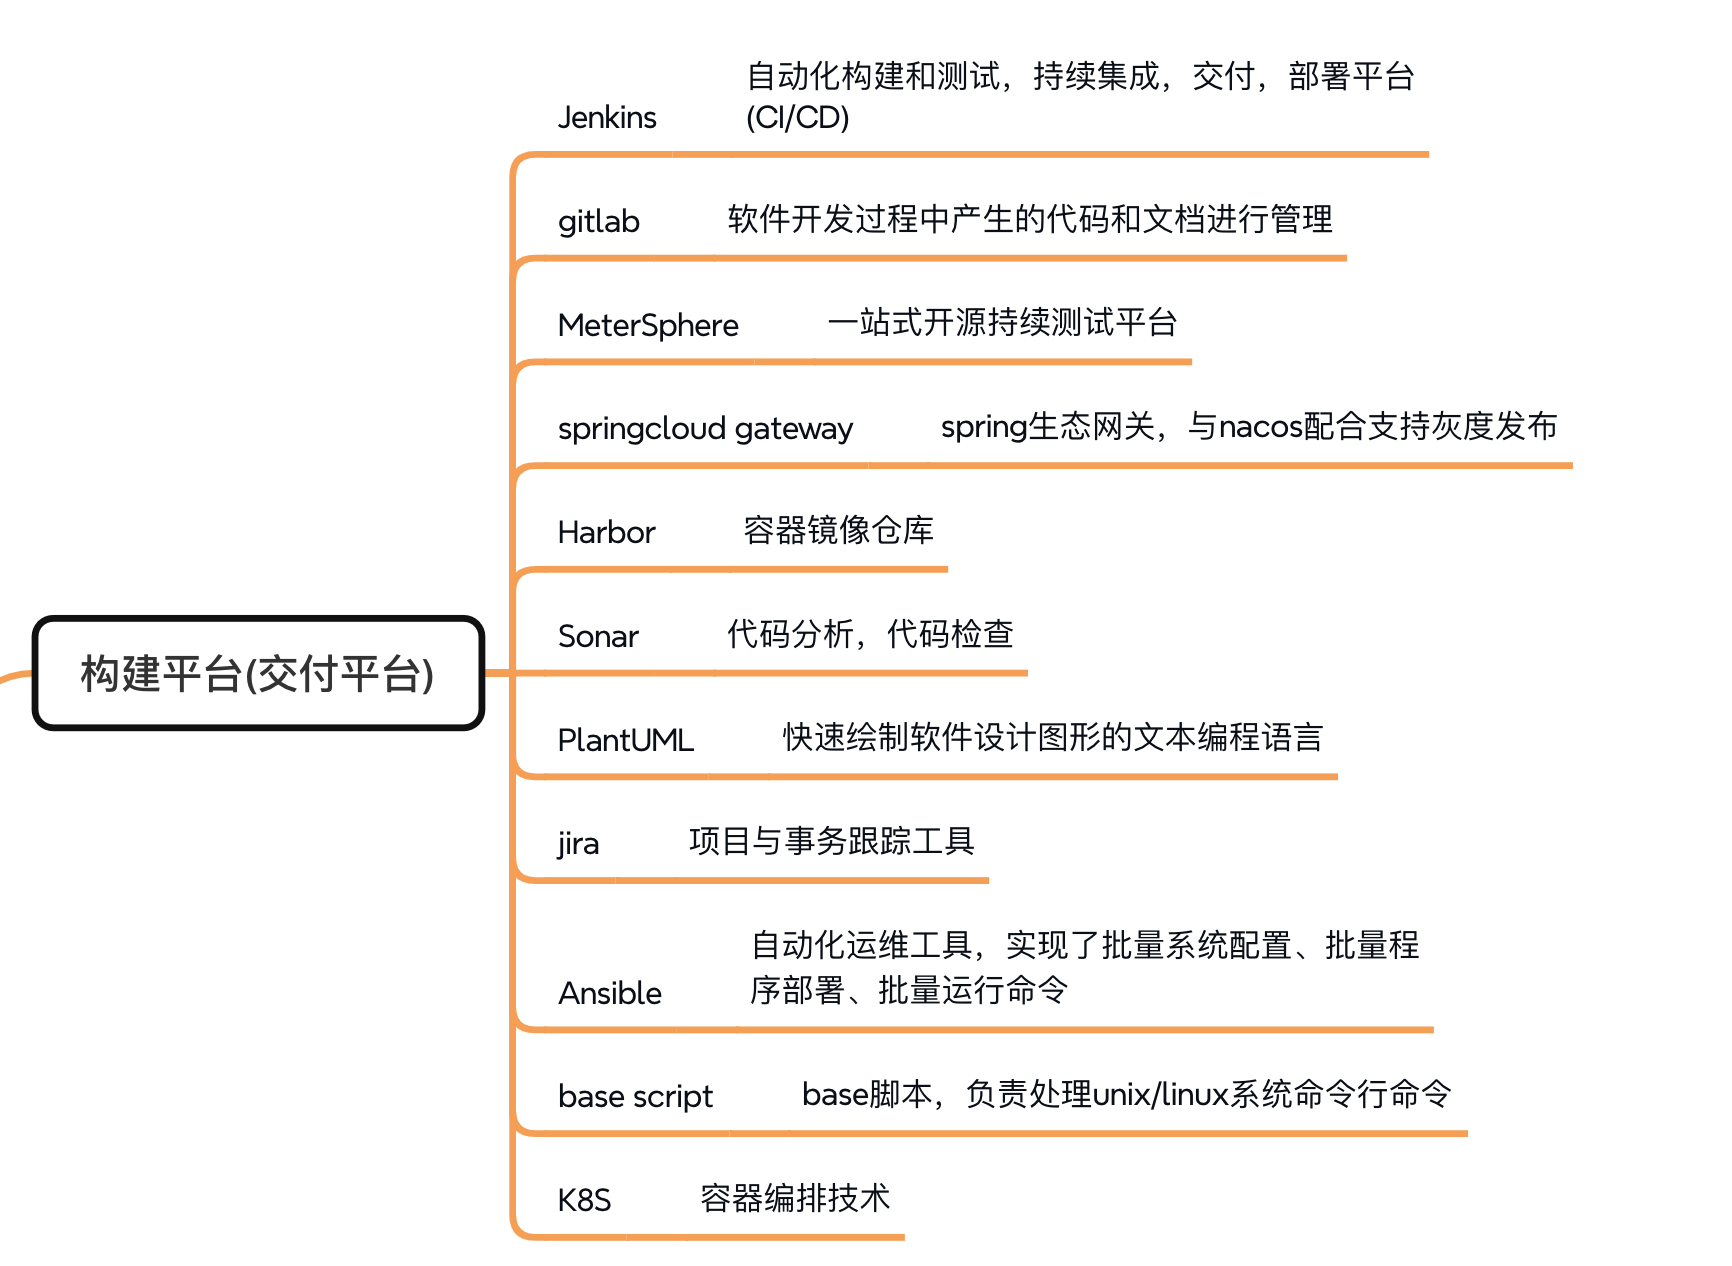 构建平台(交付平台)
Jenkins
自动化构建和测试，持续集成，交付，部署平台
(CI/CD)
gitlab
软件开发过程中产生的代码和文档进行管理
MeterSphere
一站式开源持续测试平台
springcloud gateway
spring生态网关，与nacos配合支持灰度发布
Harbor
容器镜像仓库
Sonar
代码分析，代码检查
PlantUML
快速绘制软件设计图形的文本编程语言
jira
项目与事务跟踪工具
Ansible
自动化运维工具，实现了批量系统配置、批量程
序部署、批量运行命令
base script
base脚本，负责处理unix/linux系统命令行命令
K8S
容器编排技术